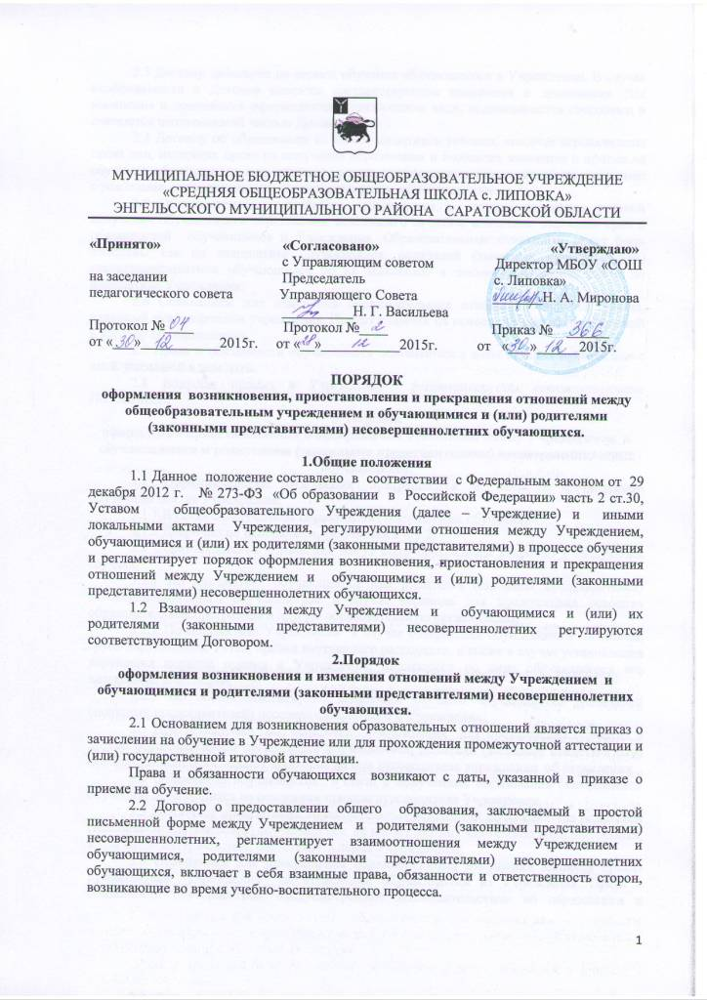 МУНИЦИПАЛЬНОЕ БЮДЖЕТНОЕ ОБЩЕОБРАЗОВАТЕЛЬНОЕ УЧРЕЖДЕНИЕ
«СРЕДНЯЯ ОБЩЕОБРАЗОВАТЕЛЬНАЯ ШКОЛА с. ЛИПОВКА»
ЭНГЕЛЬССКОГО МУНИЦИПАЛЬНОГО РАЙОНА САРАТОВСКОЙ ОБЛАСТИ
«Принято» «Согласовано» «Утверждаю»
с Управляющим советом Директор МБОУ «СОШ
на заседании Председатель с. Липовка»
педагогического совета Управляющего Совета Н. А. Миронова
Н. Г. Васильева
Протокол № 04 Протокол № 2 Приказ № 366
от «30» 12 2015г. от «28» 12 2015г. от «30» 12 2015г.
ПОРЯДОК
оформления возникновения, приостановления и прекращения отношений между
общеобразовательным учреждением и обучающимися и (или) родителями
(законными представителями) несовершеннолетних обучающихся.
1.Общие положения
1.1 Данное положение составлено в соответствии с Федеральным законом от 29
декабря 2012 г. № 273-ФЗ «Об образовании в Российской Федерации» часть 2 ст.30,
Уставом общеобразовательного Учреждения (далее – Учреждение) и иными
локальными актами Учреждения, регулирующими отношения между Учреждением,
обучающимися и (или) их родителями (законными представителями) в процессе обучения
и регламентирует порядок оформления возникновения, приостановления и прекращения
отношений между Учреждением и обучающимися и (или) родителями (законными
представителями) несовершеннолетних обучающихся.
1.2 Взаимоотношения между Учреждением и обучающимися и (или) их
родителями (законными представителями) несовершеннолетних регулируются
соответствующим Договором.
2.Порядок
оформления возникновения и изменения отношений между Учреждением и
обучающимися и родителями (законными представителями) несовершеннолетних
обучающихся.
2.1 Основанием для возникновения образовательных отношений является приказ о
зачислении на обучение в Учреждение или для прохождения промежуточной аттестации и
(или) государственной итоговой аттестации.
Права и обязанности обучающихся возникают с даты, указанной в приказе о
приеме на обучение.
2.2 Договор о предоставлении общего образования, заключаемый в простой
письменной форме между Учреждением и родителями (законными представителями)
несовершеннолетних, регламентирует взаимоотношения между Учреждением и
обучающимися, родителями (законными представителями) несовершеннолетних
обучающихся, включает в себя взаимные права, обязанности и ответственность сторон,
возникающие во время учебно-воспитательного процесса.
1